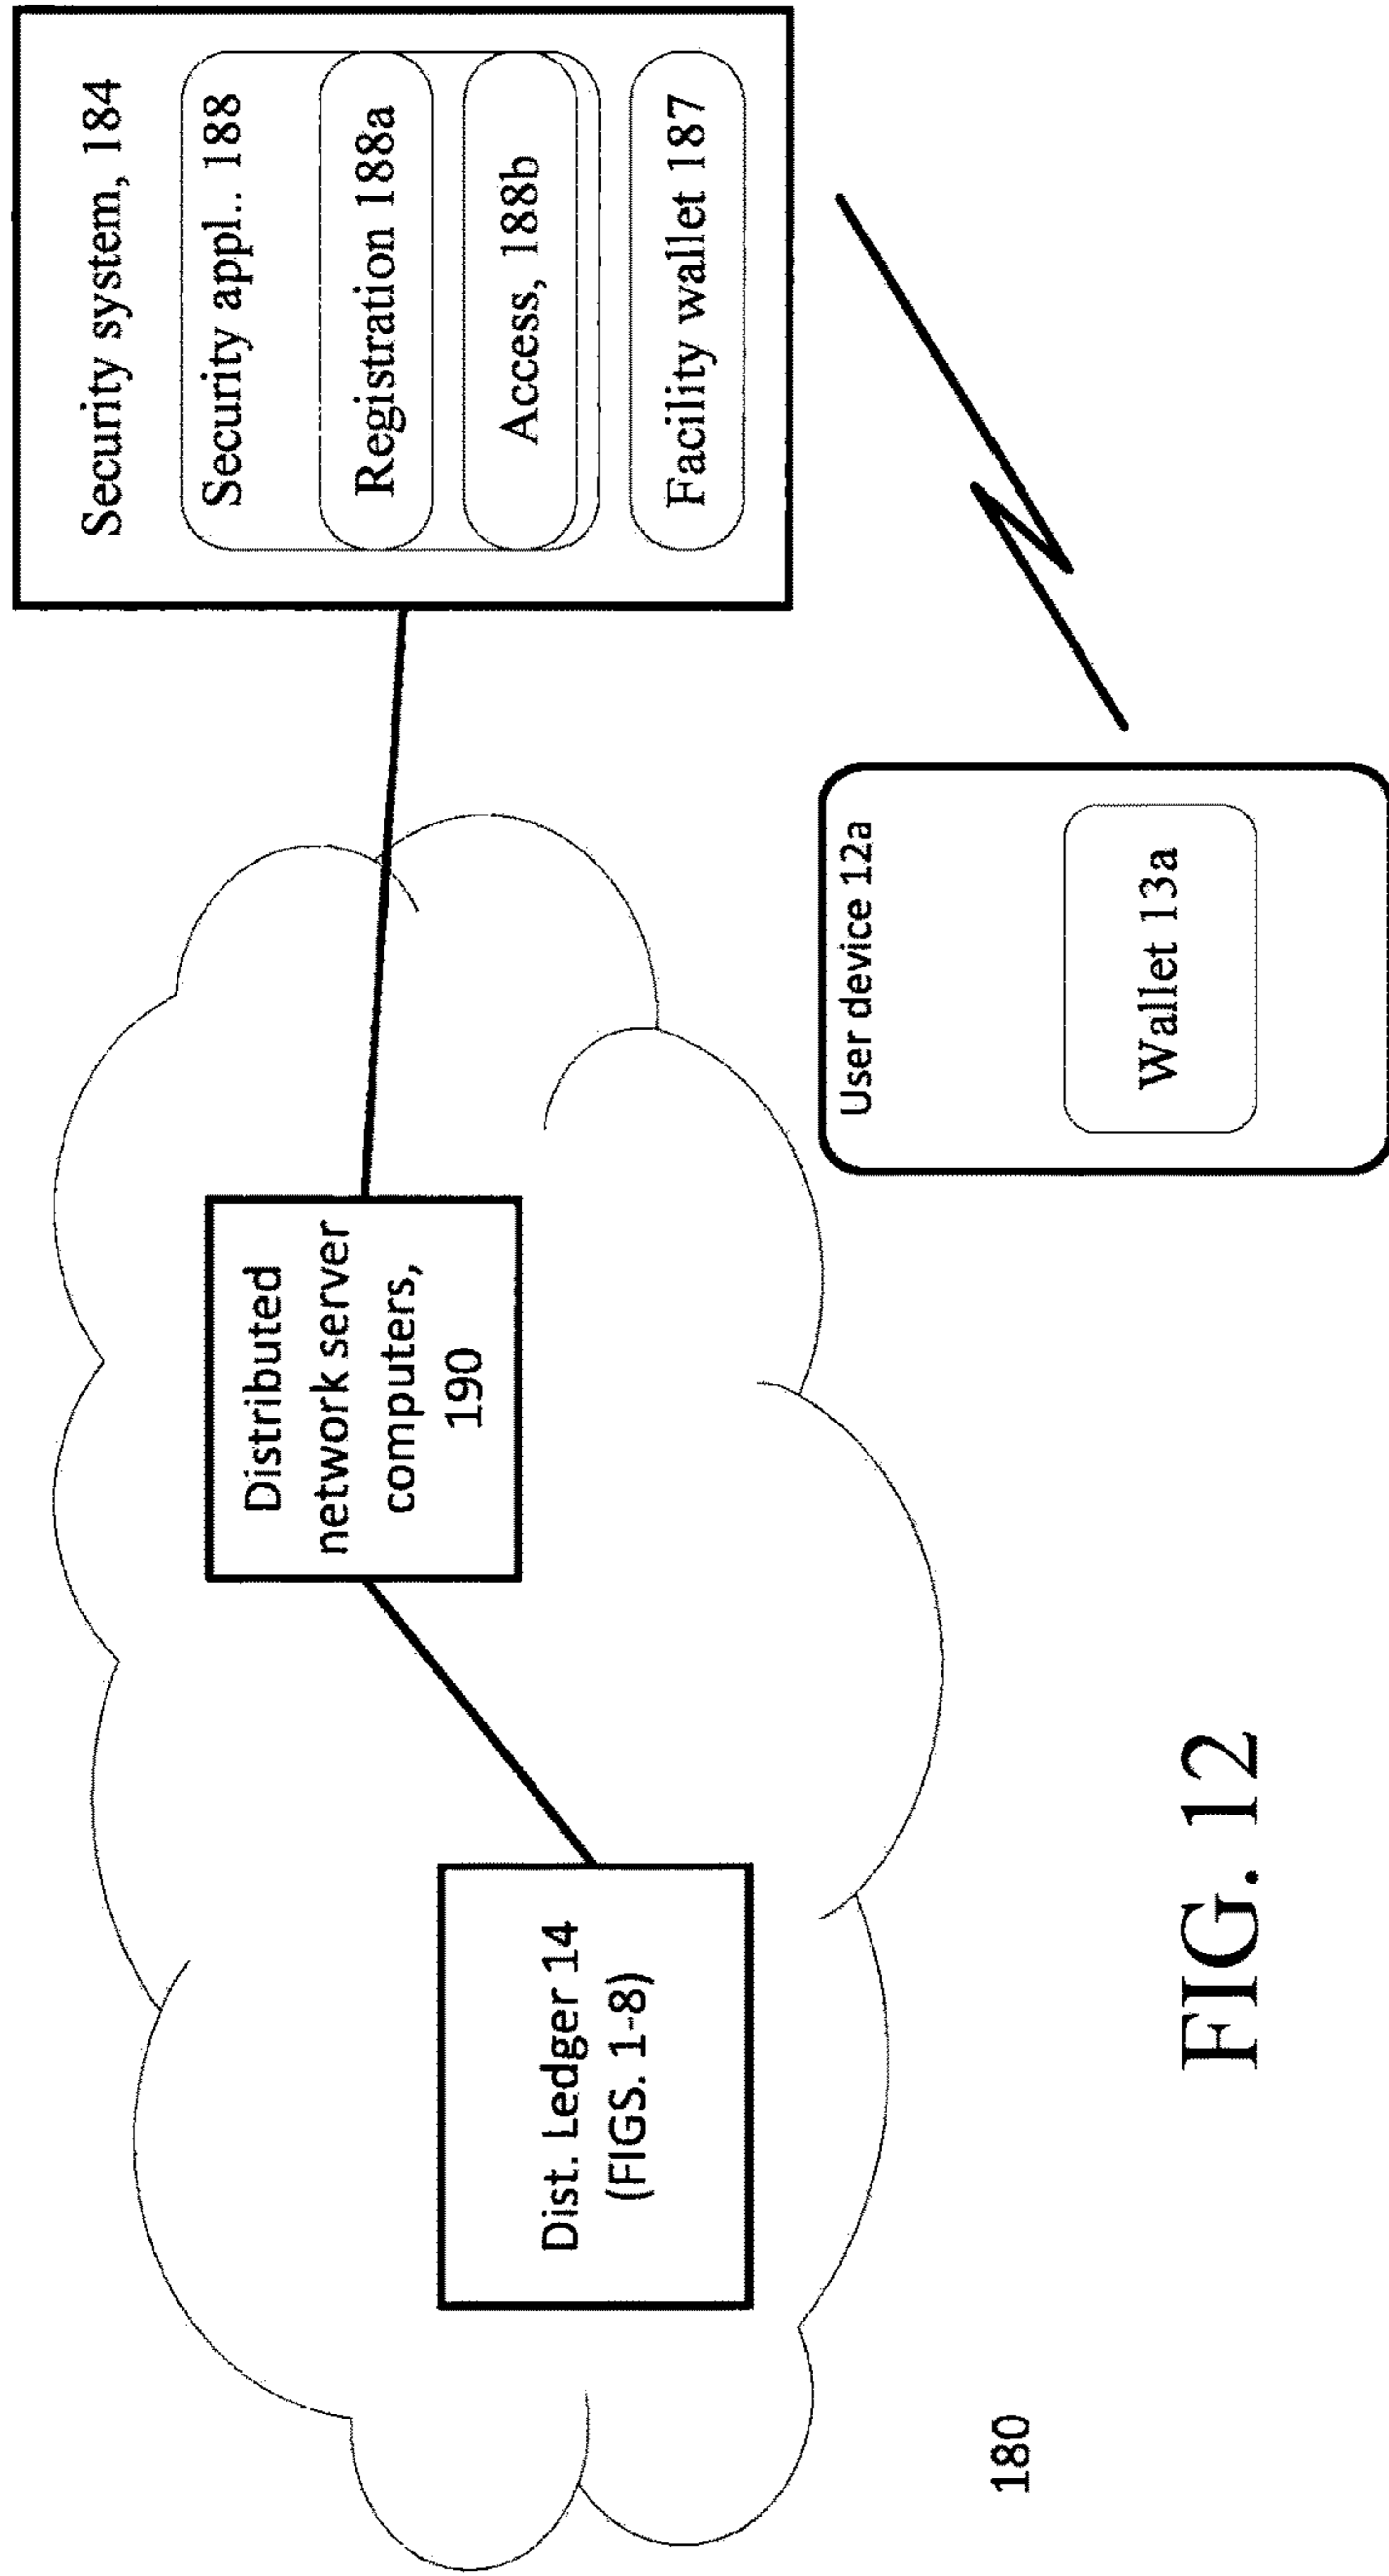 Security system, 184
Security appl.. 188
Registration 188a
Access, 188b
Facility wallet 187
Distributed
network server
computers,
190
Dist. Ledger 14
(FIGS. 1-8)
User device 12a
Wallet 13a
180
FIG. 12